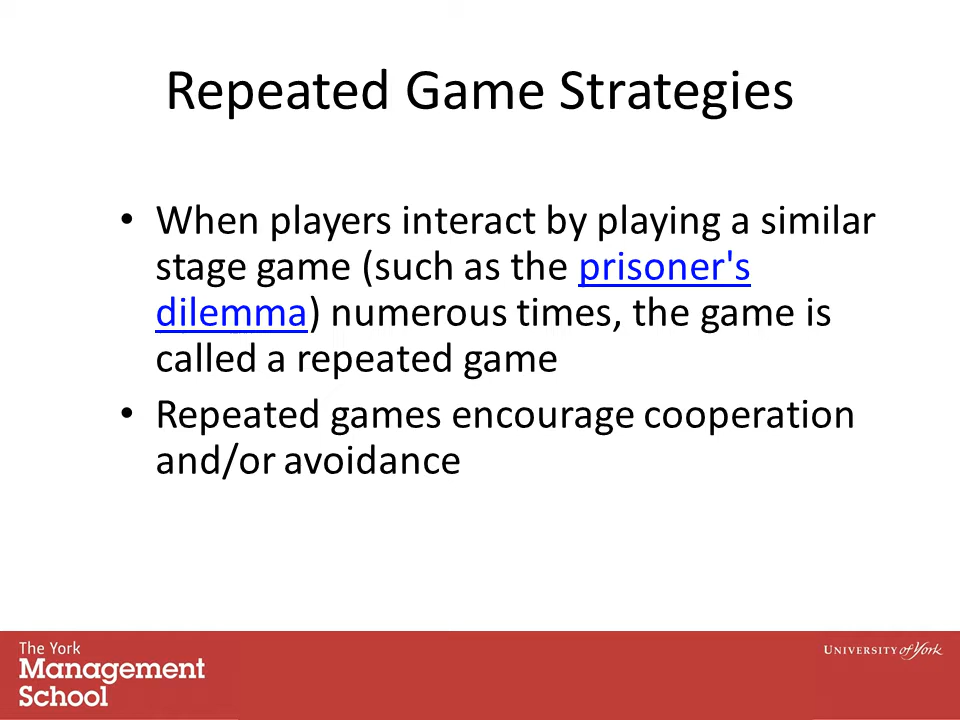 Repeated Game Strategies
• When players interact by playing a similar
stage game (such as the prisoner's
dilemma) numerous times, the game is
called a repeated game
• Repeated games encourage cooperation
and/or avoidance
The York
Management
School
UNIVERSITY of York